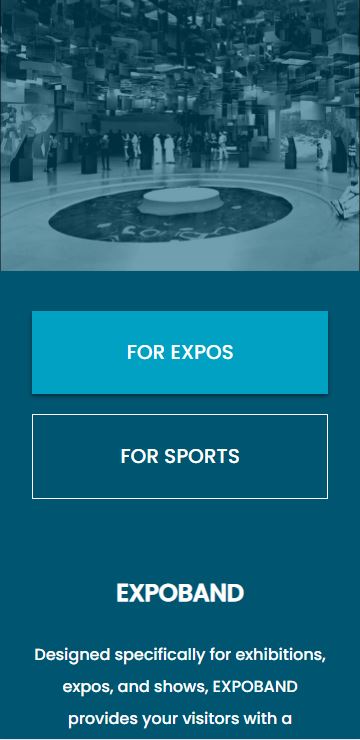 FOR EXPOS
FOR SPORTS
EXPOBAND
Designed specifically for exhibitions,
expos, and shows, EXPOBAND
provides your visitors with a